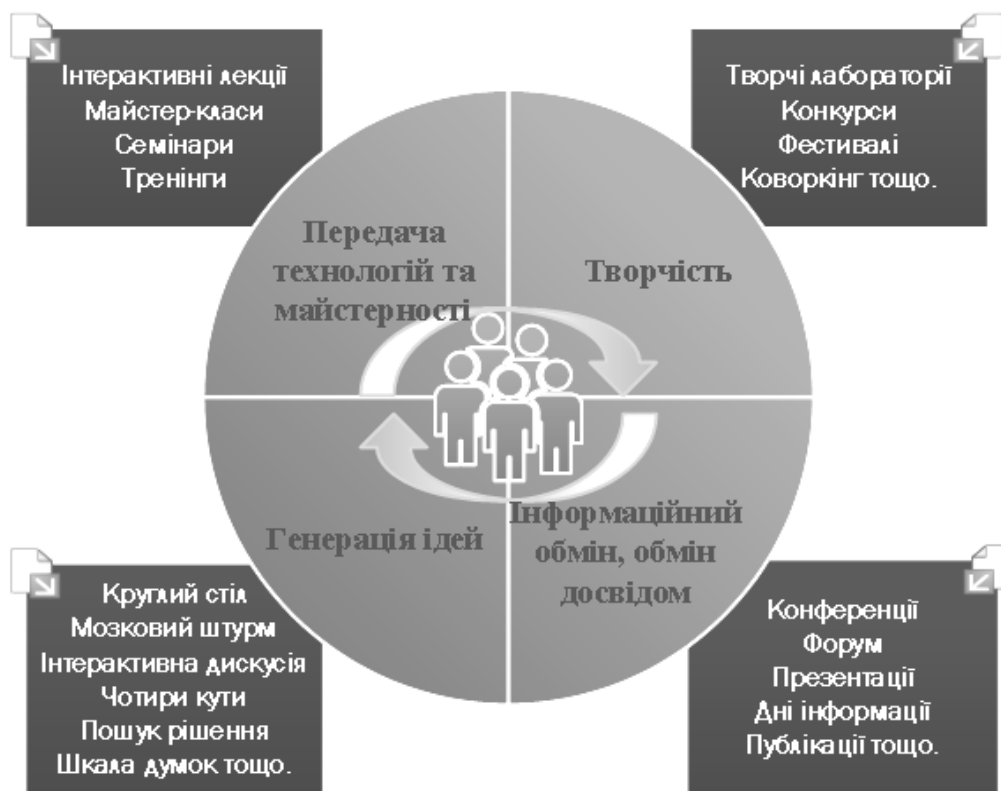 Інтерактивні лекції
Майстер-класи
Семінари
Тренінги
Творчі лабораторії
Конкурси
Фестивалі
Коворкінг тощо.
Передача
технологій та
майстерності
Творчість
Генерація ідей
Інформаційний
обмін, обмін
досвідом
Круглий стіл
Мозковий штурм
Інтерактивна дискусія
Чотири кути
Пошук рішення
Шкала думок тощо.
Конференції
Форум
Презентації
Дні інформації
Публікації тощо.